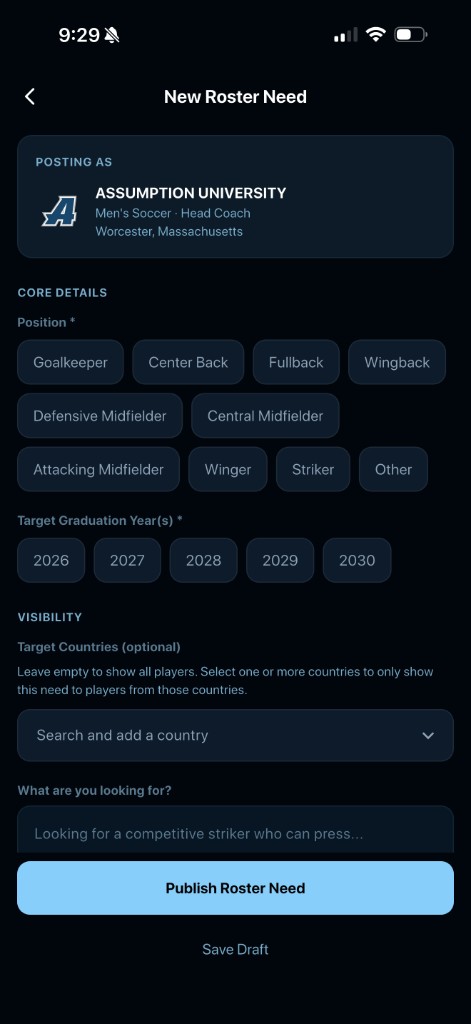 9:29
New Roster Need
POSTING AS
A
ASSUMPTION UNIVERSITY
Men's Soccer · Head Coach
Worcester, Massachusetts
CORE DETAILS
Position *
Goalkeeper Center Back Fullback Wingback
Defensive Midfielder Central Midfielder
Attacking Midfielder Winger Striker Other
Target Graduation Year(s) *
2026 2027 2028 2029 2030
VISIBILITY
Target Countries (optional)
Leave empty to show all players. Select one or more countries to only show
this need to players from those countries.
Search and add a country
What are you looking for?
Looking for a competitive striker who can press...
Publish Roster Need
Save Draft